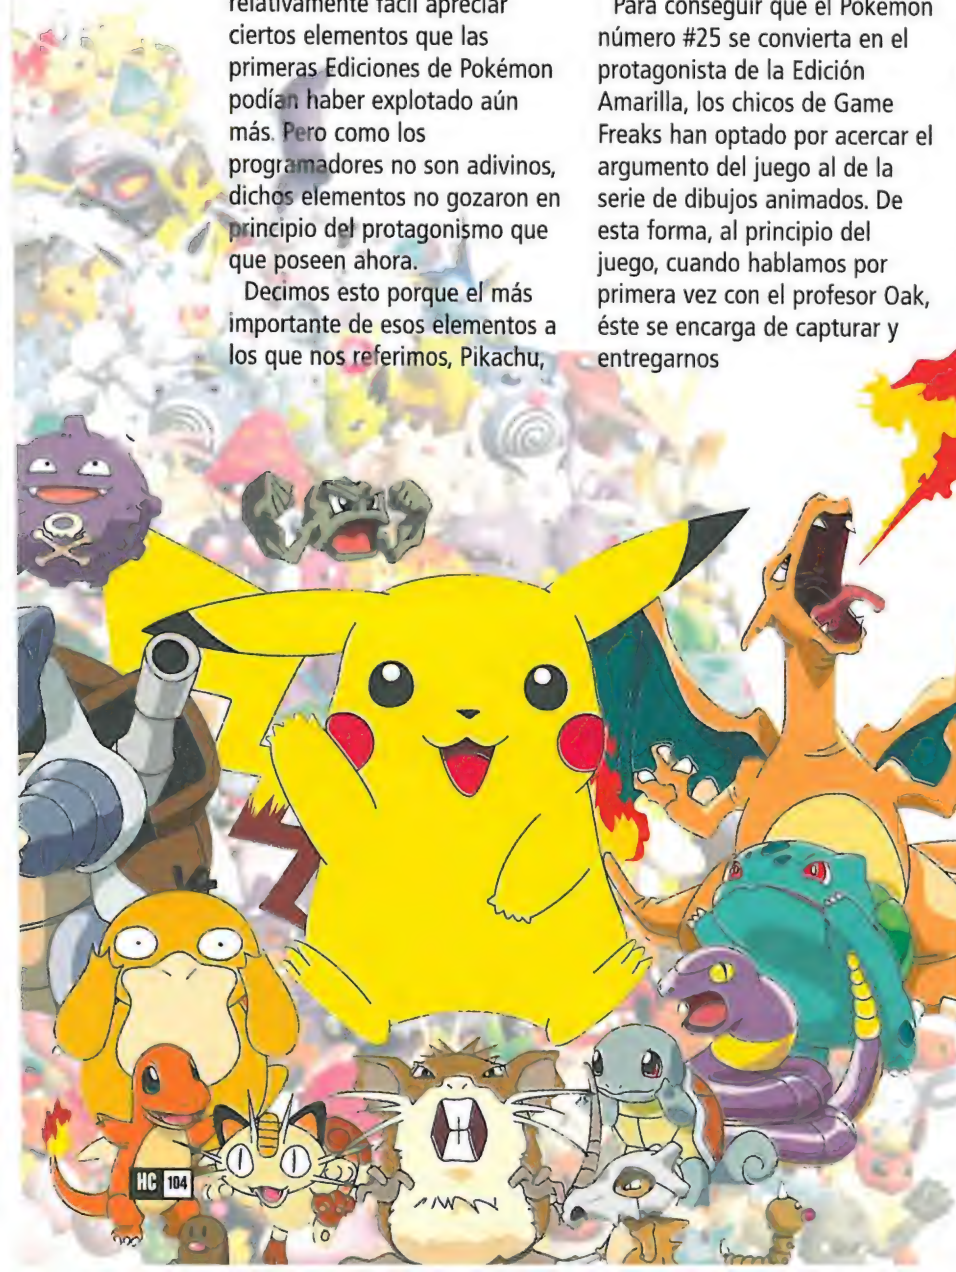 relativamente fácil apreciar
ciertos elementos que las
primeras Ediciones de Pokémon
podían haber explotado aún
más. Pero como los
programadores no son adivinos,
dichos elementos no gozaron en
principio del protagonismo que
que poseen ahora.
Decimos esto porque el más
importante de esos elementos a
los que nos referimos, Pikachu,
Para conseguir que el Pokémon
número #25 se convierta en el
protagonista de la Edición
Amarilla, los chicos de Game
Freaks han optado por acercar el
argumento del juego al de la
serie de dibujos animados. De
esta forma, al principio del
juego, cuando hablamos por
primera vez con el profesor Oak,
éste se encarga de capturar y
entregarnos
HC 104